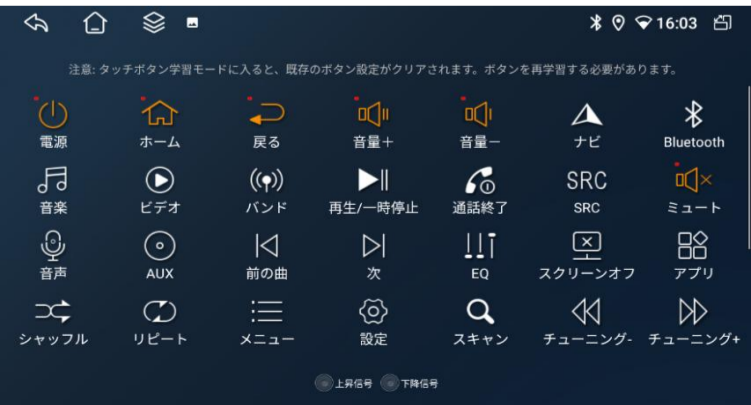 16:03
注意: タッチボタン学習モードに入ると、既存のボタン設定がクリアされます。ボタンを再学習する必要があります。
電源 ホーム 戻る 音量＋ 音量－ ナビ Bluetooth
SRC
音楽 ビデオ バンド 再生/一時停止 通話終了 SRC ミュート
音声 AUX 前の曲 次 EQ スクリーンオフ アプリ
シャッフル リピート メニュー 設定 スキャン チューニング- チューニング+
上昇信号 下降信号